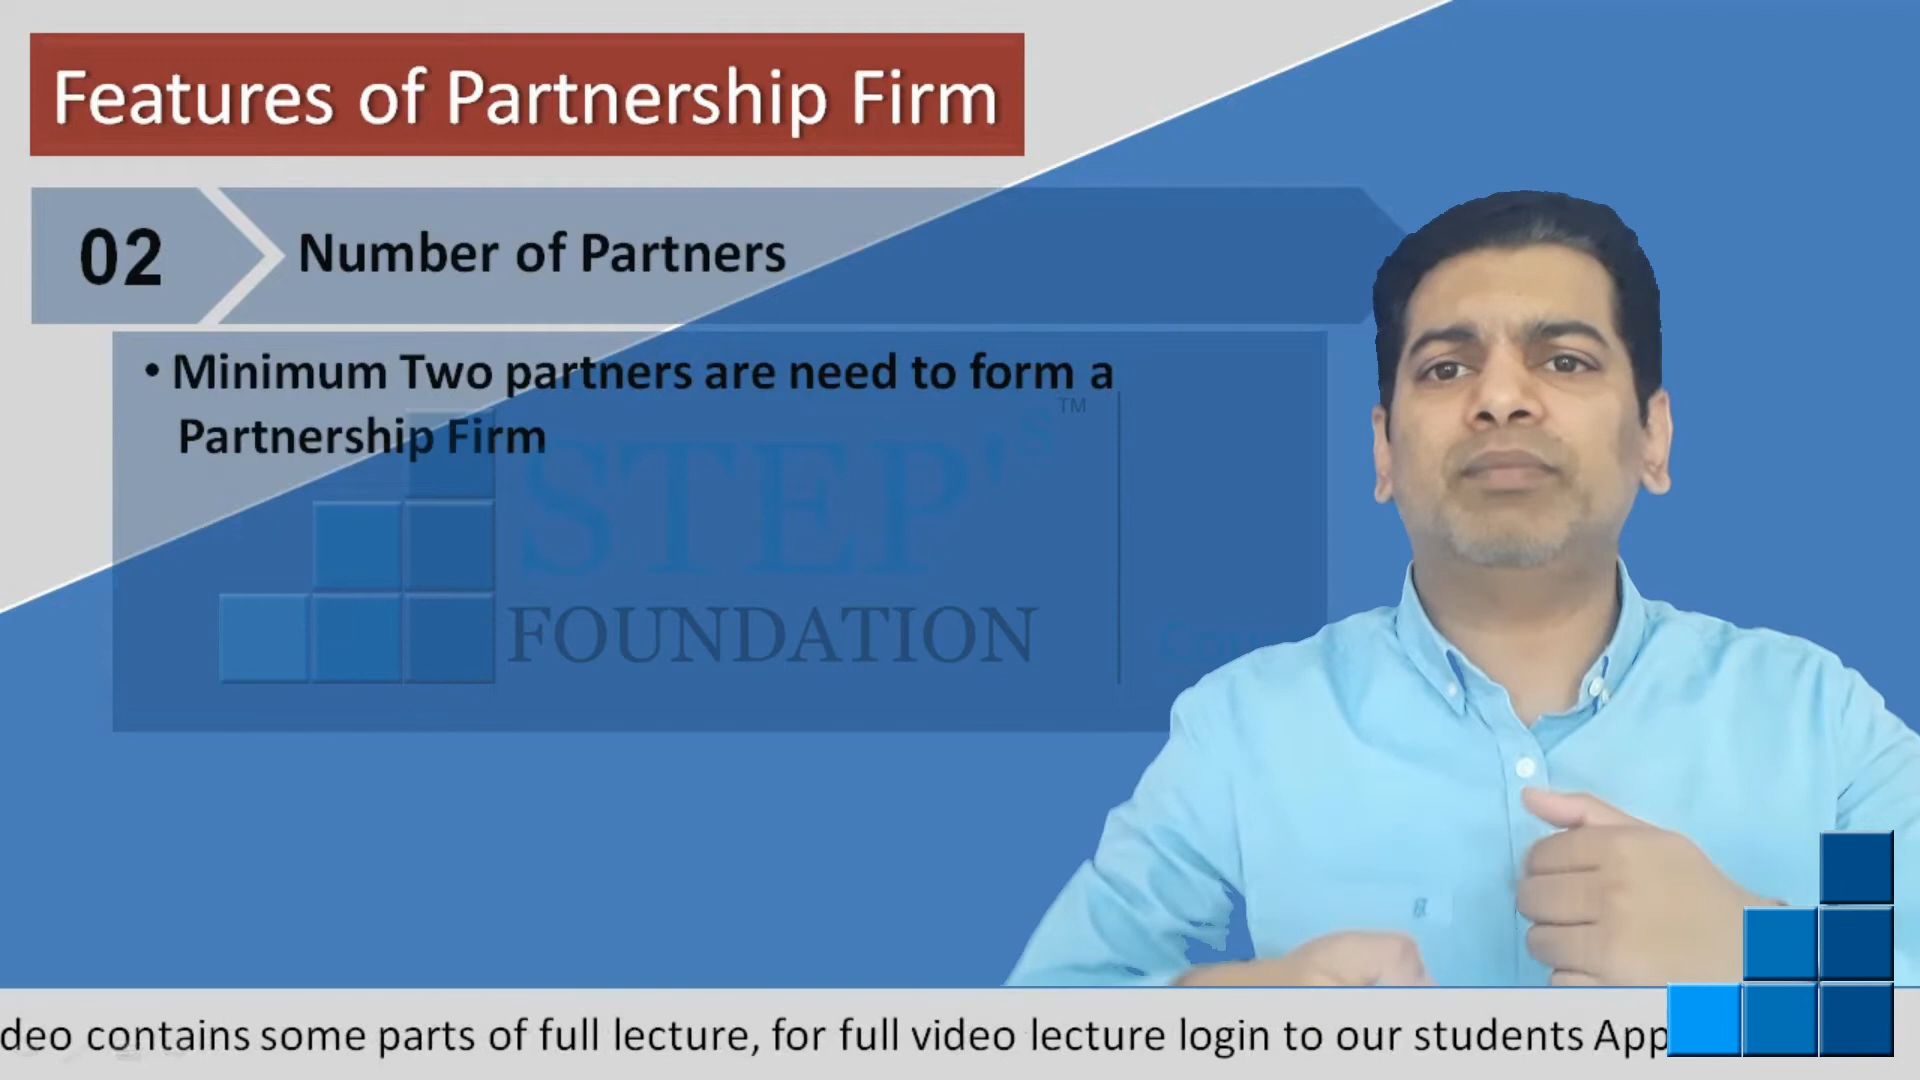 Features of Partnership Firm
02
Number of Partners
• Minimum Two partners are need to form a
Partnership Firm
STEP's
TM
FOUNDATION
deo contains some parts of full lecture, for full video lecture login to our students App